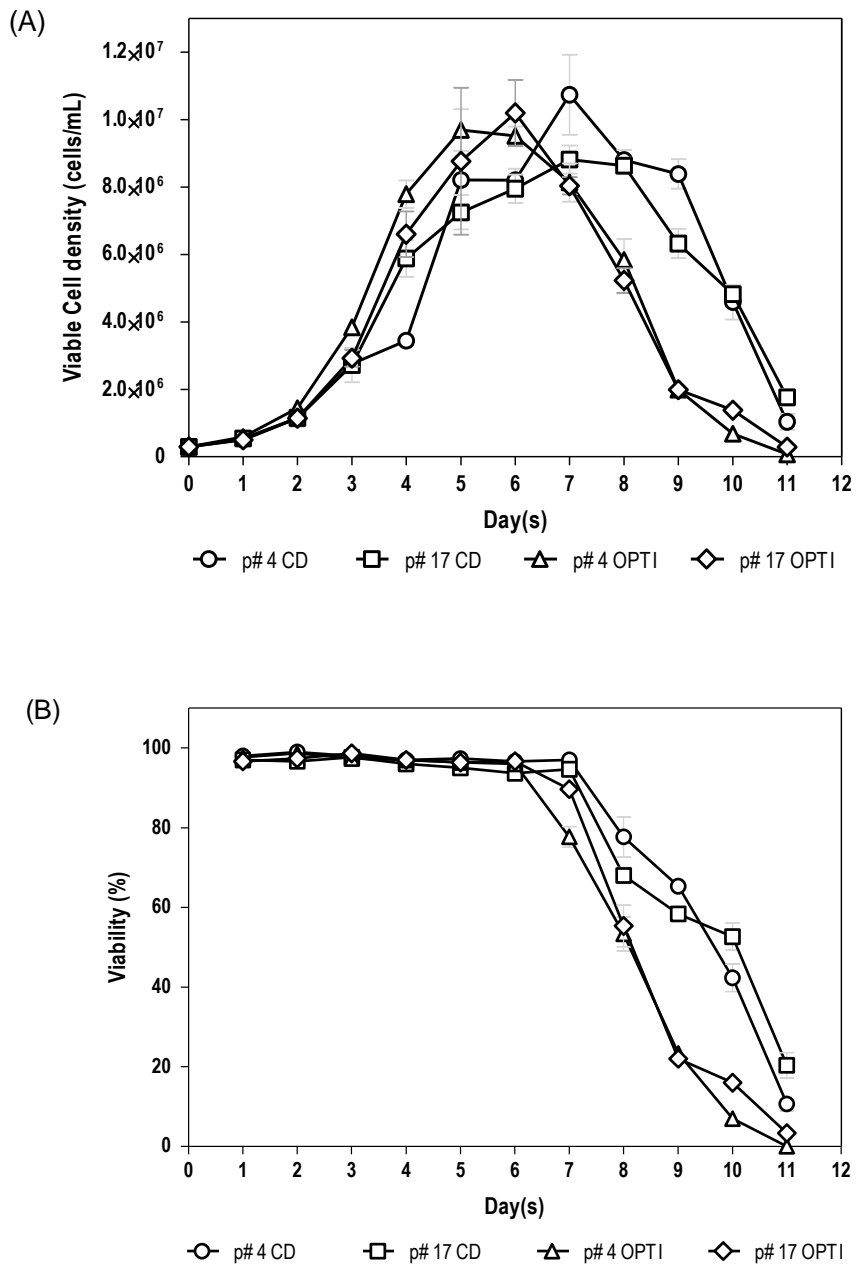 (A)
Viable Cell density (cells/mL)
1.2×10⁷
1.0×10⁷
8.0×10⁶
6.0×10⁶
4.0×10⁶
2.0×10⁶
0
0 1 2 3 4 5 6 7 8 9 10 11 12
Day(s)
p# 4 CD p# 17 CD p# 4 OPTI p# 17 OPTI
(B)
Viability (%)
100
80
60
40
20
0
0 1 2 3 4 5 6 7 8 9 10 11 12
Day(s)
p# 4 CD p# 17 CD p# 4 OPTI p# 17 OPTI